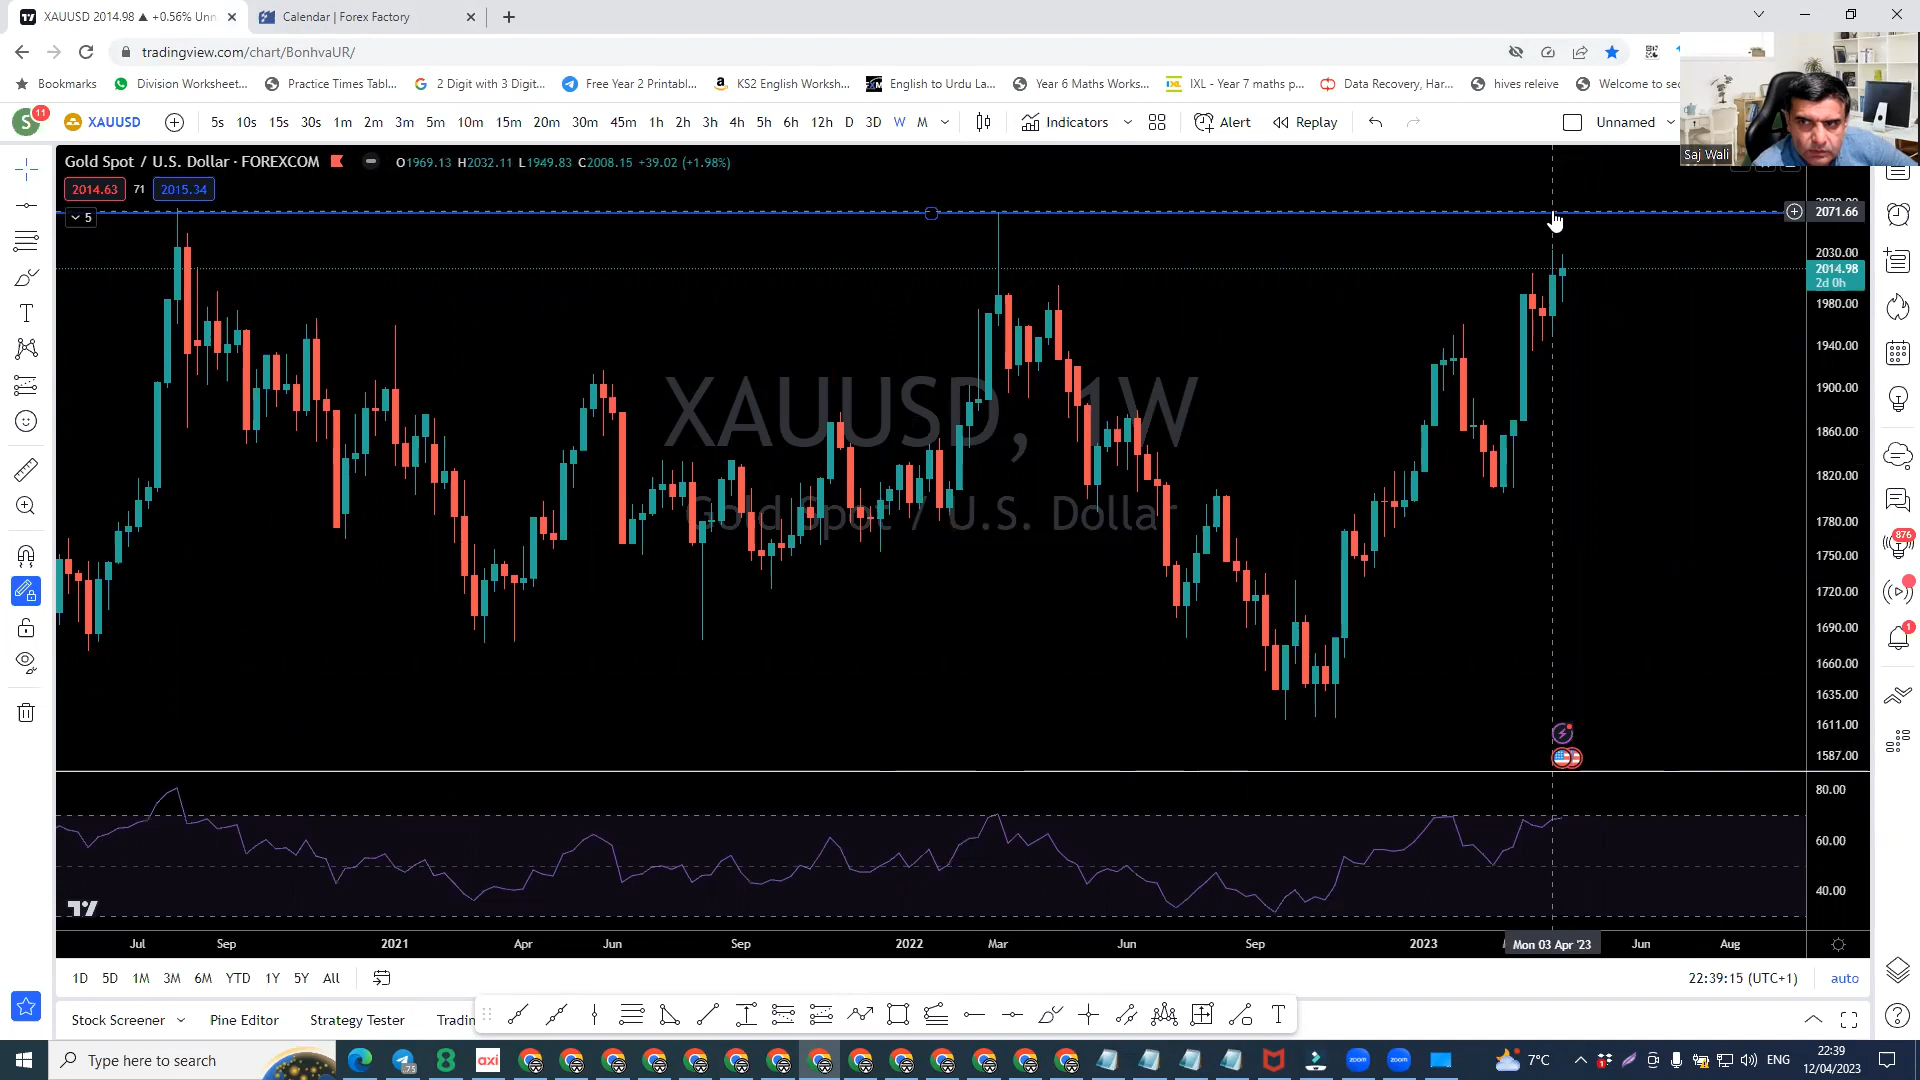 XAUUSD 2014.98 ▲ +0.56% Unn
Calendar | Forex Factory
tradingview.com/chart/BonhvaUR/
Bookmarks
Division Worksheet...
Practice Times Tabl...
2 Digit with 3 Digit...
Free Year 2 Printabl...
KS2 English Worksh...
English to Urdu La...
Year 6 Maths Works...
IXL - Year 7 maths p...
Data Recovery, Har...
hives releive
Welcome to sec
S 11 XAUUSD 5s 10s 15s 30s 1m 2m 3m 5m 10m 15m 20m 30m 45m 1h 2h 3h 4h 5h 6h 12h D 3D W M Indicators Alert Replay Unnamed
Saj Wali
Gold Spot / U.S. Dollar · FOREXCOM O1969.13 H2032.11 L1949.83 C2008.15 +39.02 (+1.98%)
2014.63 71 2015.34
5
2071.66
2030.00
2014.98
2d 0h
1980.00
1940.00
1900.00
1860.00
1820.00
1780.00
1750.00
1720.00
1690.00
1660.00
1635.00
1611.00
1587.00
XAUUSD, 1W
Gold Spot / U.S. Dollar
876
1
80.00
60.00
40.00
Jul Sep 2021 Apr Jun Sep 2022 Mar Jun Sep 2023 Mon 03 Apr '23 Jun Aug
1D 5D 1M 3M 6M YTD 1Y 5Y All
22:39:15 (UTC+1) auto
Stock Screener Pine Editor Strategy Tester Tradin
Type here to search
axi
75
zoom
zoom
7°C
ENG
22:39
12/04/2023